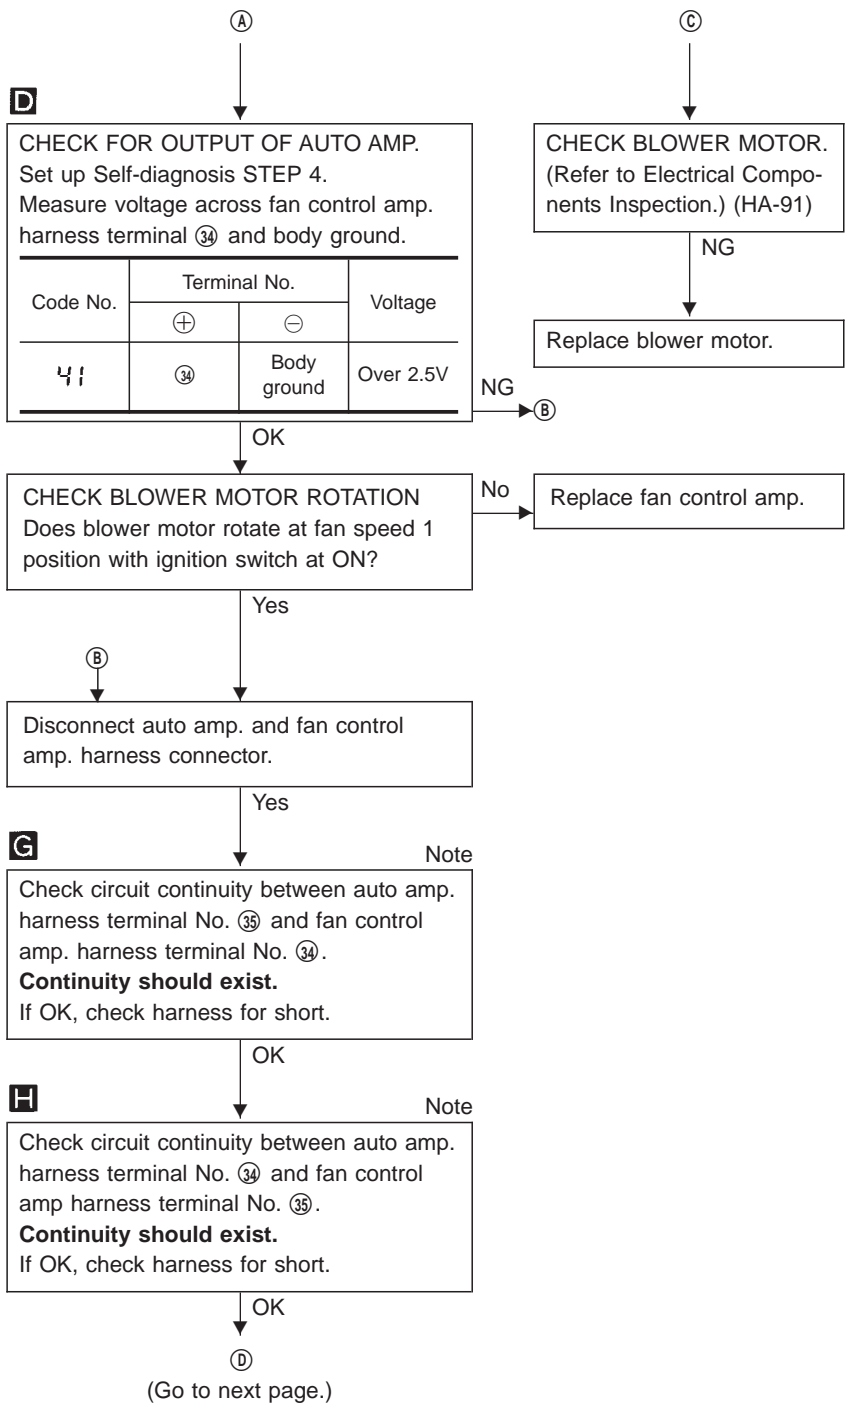 Ⓐ
D
CHECK FOR OUTPUT OF AUTO AMP.
Set up Self-diagnosis STEP 4.
Measure voltage across fan control amp.
harness terminal ㉞ and body ground.
Code No.
Terminal No.
Voltage
⊕
⊖
41
㉞
Body
ground
Over 2.5V
NG
Ⓑ
OK
CHECK BLOWER MOTOR ROTATION
Does blower motor rotate at fan speed 1
position with ignition switch at ON?
No
Replace fan control amp.
Yes
Ⓑ
Disconnect auto amp. and fan control
amp. harness connector.
Yes
G
Note
Check circuit continuity between auto amp.
harness terminal No. ㉟ and fan control
amp. harness terminal No. ㉞.
Continuity should exist.
If OK, check harness for short.
OK
H
Note
Check circuit continuity between auto amp.
harness terminal No. ㉞ and fan control
amp harness terminal No. ㉟.
Continuity should exist.
If OK, check harness for short.
OK
Ⓓ
(Go to next page.)
Ⓒ
CHECK BLOWER MOTOR.
(Refer to Electrical Compo-
nents Inspection.) (HA-91)
NG
Replace blower motor.